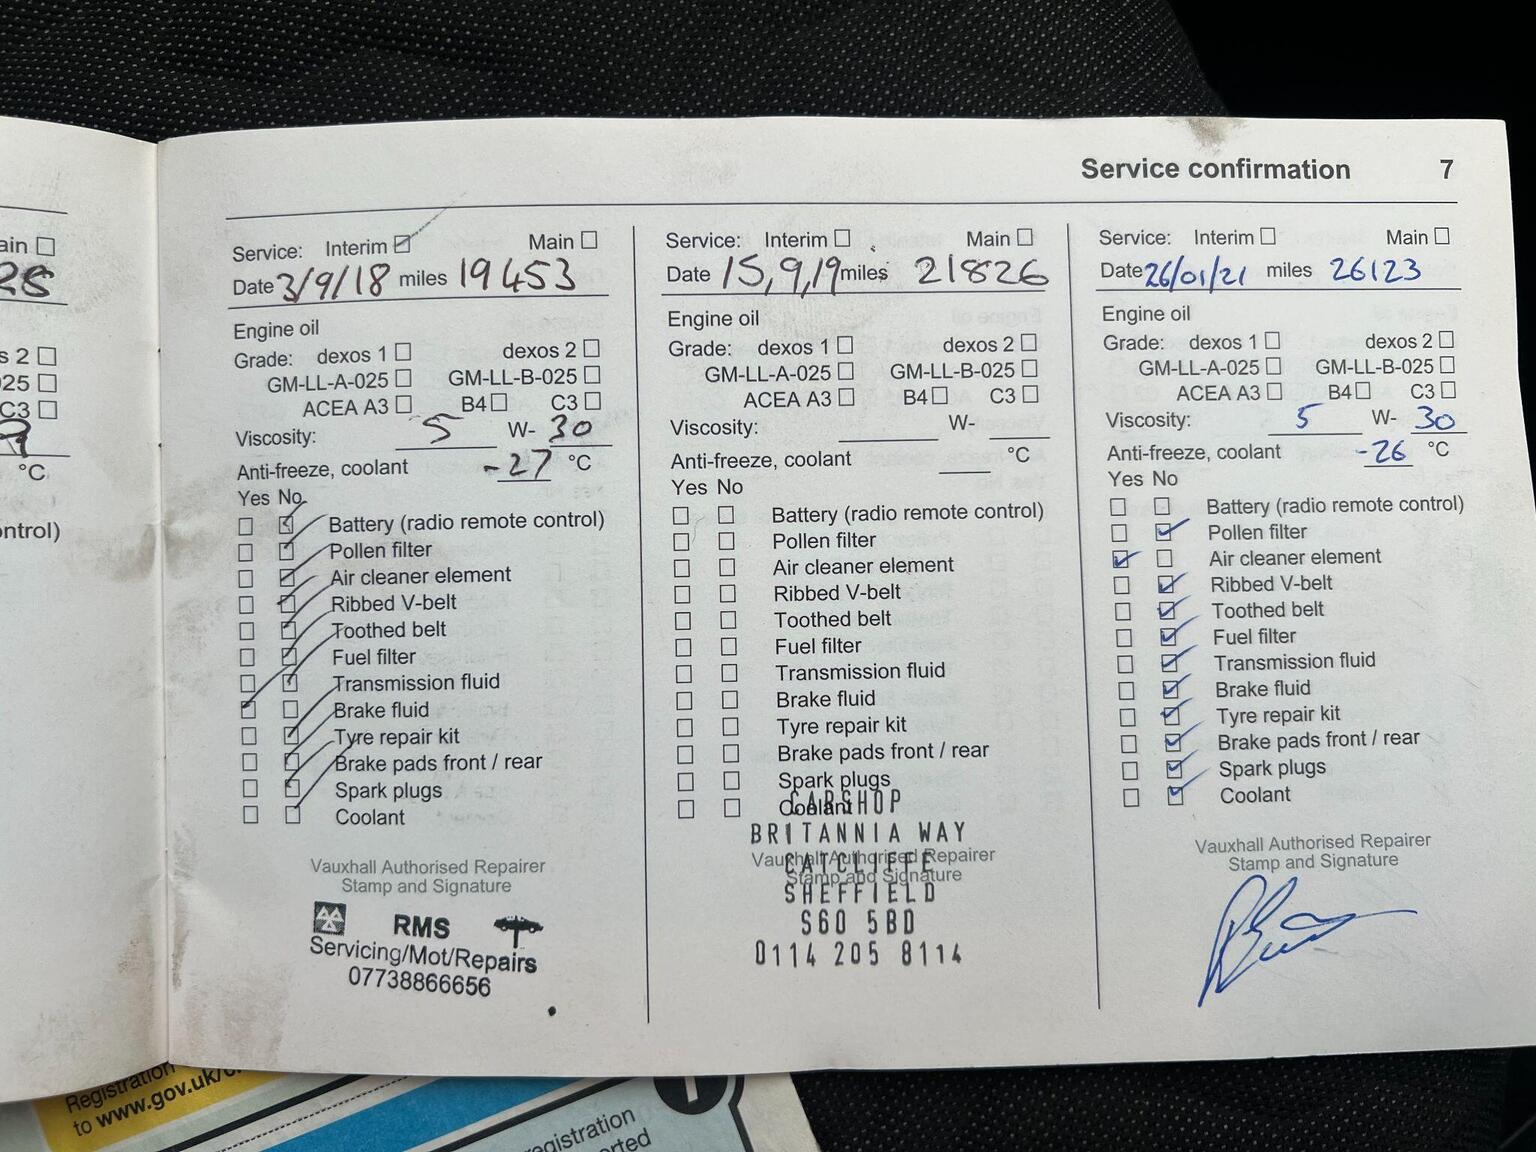 Service confirmation 7
ain
28
s 2
25
C3
9
°C
ontrol)
Service: Interim Main
Date 3/9/18 miles 19453
Engine oil
Grade: dexos 1 dexos 2
GM-LL-A-025 GM-LL-B-025
ACEA A3 B4 C3
Viscosity: 5 W- 30
Anti-freeze, coolant -27 °C
Yes No
Battery (radio remote control)
Pollen filter
Air cleaner element
Ribbed V-belt
Toothed belt
Fuel filter
Transmission fluid
Brake fluid
Tyre repair kit
Brake pads front / rear
Spark plugs
Coolant
Vauxhall Authorised Repairer
Stamp and Signature
RMS
Servicing/Mot/Repairs
07738866656
Service: Interim Main
Date 15,9,19 miles 21826
Engine oil
Grade: dexos 1 dexos 2
GM-LL-A-025 GM-LL-B-025
ACEA A3 B4 C3
Viscosity: W-
Anti-freeze, coolant °C
Yes No
Battery (radio remote control)
Pollen filter
Air cleaner element
Ribbed V-belt
Toothed belt
Fuel filter
Transmission fluid
Brake fluid
Tyre repair kit
Brake pads front / rear
Spark plugs
Coolant
CARSHOP
BRITANNIA WAY
Vauxhall Authorised Repairer
CATCLIFFE
Stamp and Signature
SHEFFIELD
S60 5BD
0114 205 8114
Service: Interim Main
Date 26/01/21 miles 26123
Engine oil
Grade: dexos 1 dexos 2
GM-LL-A-025 GM-LL-B-025
ACEA A3 B4 C3
Viscosity: 5 W- 30
Anti-freeze, coolant -26 °C
Yes No
Battery (radio remote control)
Pollen filter
Air cleaner element
Ribbed V-belt
Toothed belt
Fuel filter
Transmission fluid
Brake fluid
Tyre repair kit
Brake pads front / rear
Spark plugs
Coolant
Vauxhall Authorised Repairer
Stamp and Signature
Registration
to www.gov.uk/
egistration
orted